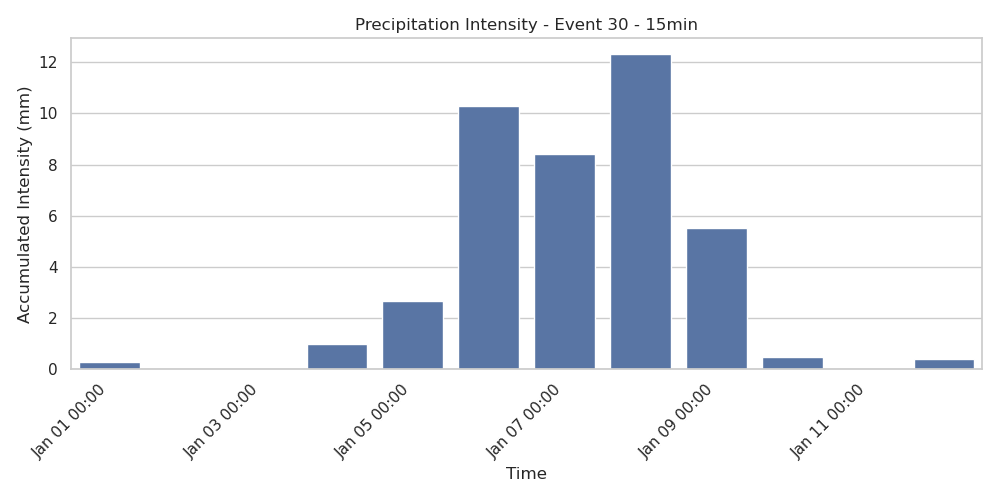 Precipitation Intensity - Event 30 - 15min
Accumulated Intensity (mm)
12
10
8
6
4
2
0
Jan 01 00:00
Jan 03 00:00
Jan 05 00:00
Jan 07 00:00
Jan 09 00:00
Jan 11 00:00
Time